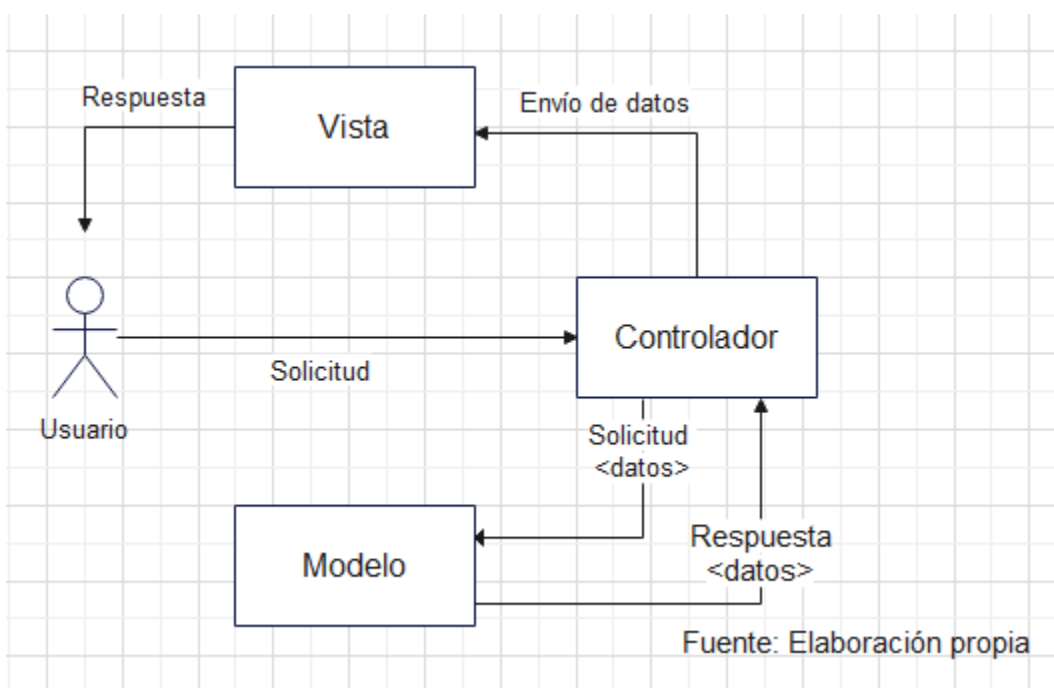 Respuesta
Vista
Envío de datos
Controlador
Solicitud
Usuario
Solicitud
<datos>
Modelo
Respuesta
<datos>
Fuente: Elaboración propia